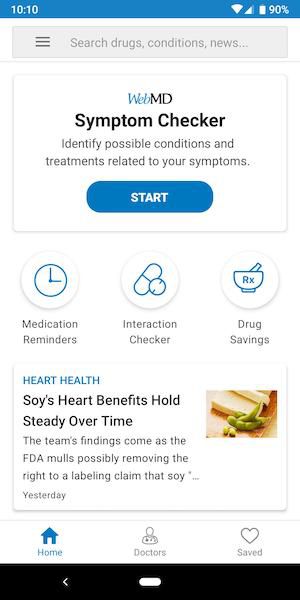 10:10
90%
Search drugs, conditions, news...
WebMD
Symptom Checker
Identify possible conditions and
treatments related to your symptoms.
START
Rx
Medication
Reminders
Interaction
Checker
Drug
Savings
HEART HEALTH
Soy's Heart Benefits Hold
Steady Over Time
The team's findings come as the
FDA mulls possibly removing the
right to a labeling claim that soy "...
Yesterday
Home
Doctors
Saved